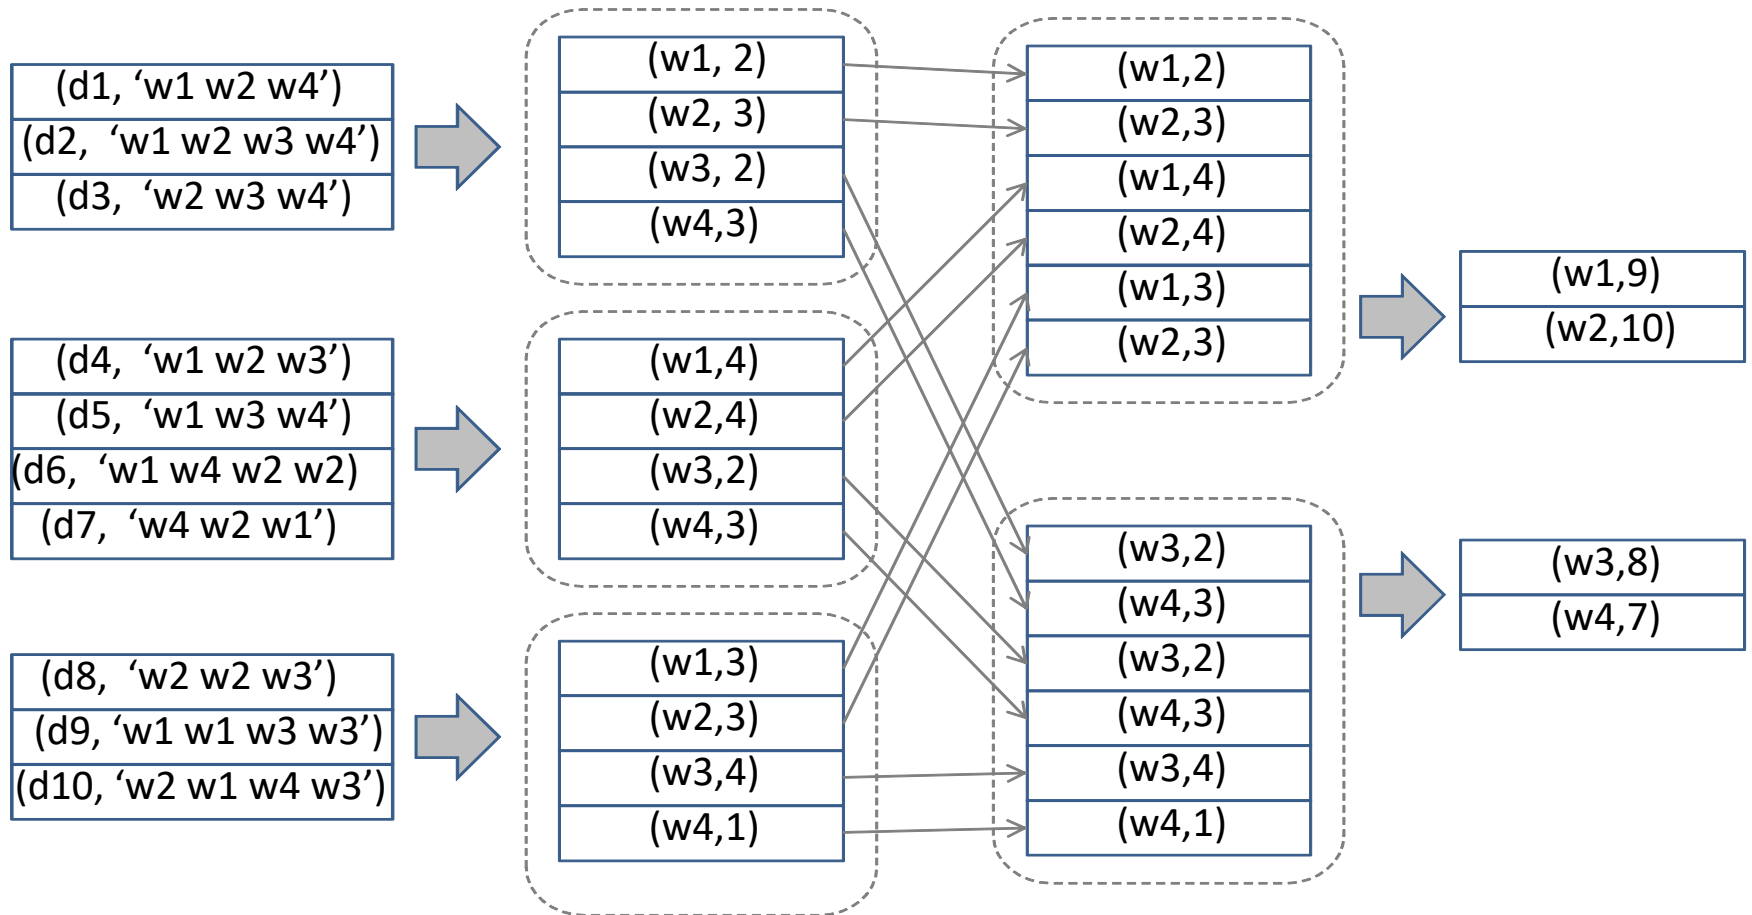 (d1, ‘w1 w2 w4’)
(d2, ‘w1 w2 w3 w4’)
(d3, ‘w2 w3 w4’)
(d4, ‘w1 w2 w3’)
(d5, ‘w1 w3 w4’)
(d6, ‘w1 w4 w2 w2)
(d7, ‘w4 w2 w1’)
(d8, ‘w2 w2 w3’)
(d9, ‘w1 w1 w3 w3’)
(d10, ‘w2 w1 w4 w3’)
(w1, 2)
(w2, 3)
(w3, 2)
(w4,3)
(w1,4)
(w2,4)
(w3,2)
(w4,3)
(w1,3)
(w2,3)
(w3,4)
(w4,1)
(w1,2)
(w2,3)
(w1,4)
(w2,4)
(w1,3)
(w2,3)
(w3,2)
(w4,3)
(w3,2)
(w4,3)
(w3,4)
(w4,1)
(w1,9)
(w2,10)
(w3,8)
(w4,7)